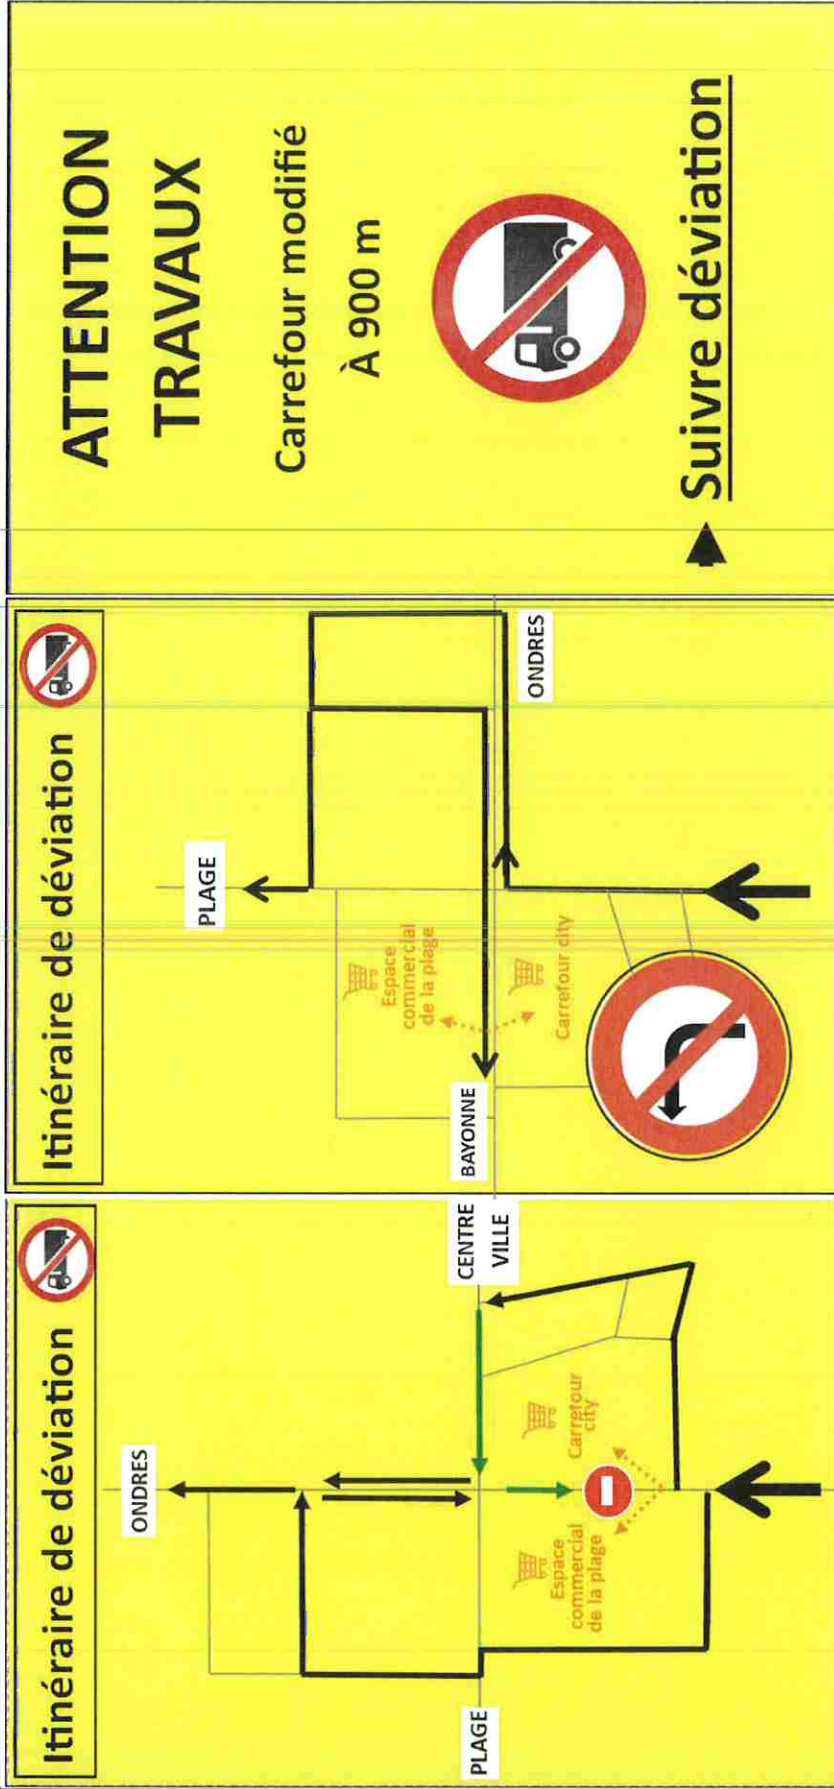 Itinéraire de déviation
ONDRES
PLAGE
CENTRE
VILLE
Espace
commercial
de la plage
Carrefour
city
Itinéraire de déviation
PLAGE
Espace
commercial
de la plage
BAYONNE
Carrefour city
ONDRES
ATTENTION
TRAVAUX
Carrefour modifié
À 900 m
Suivre déviation